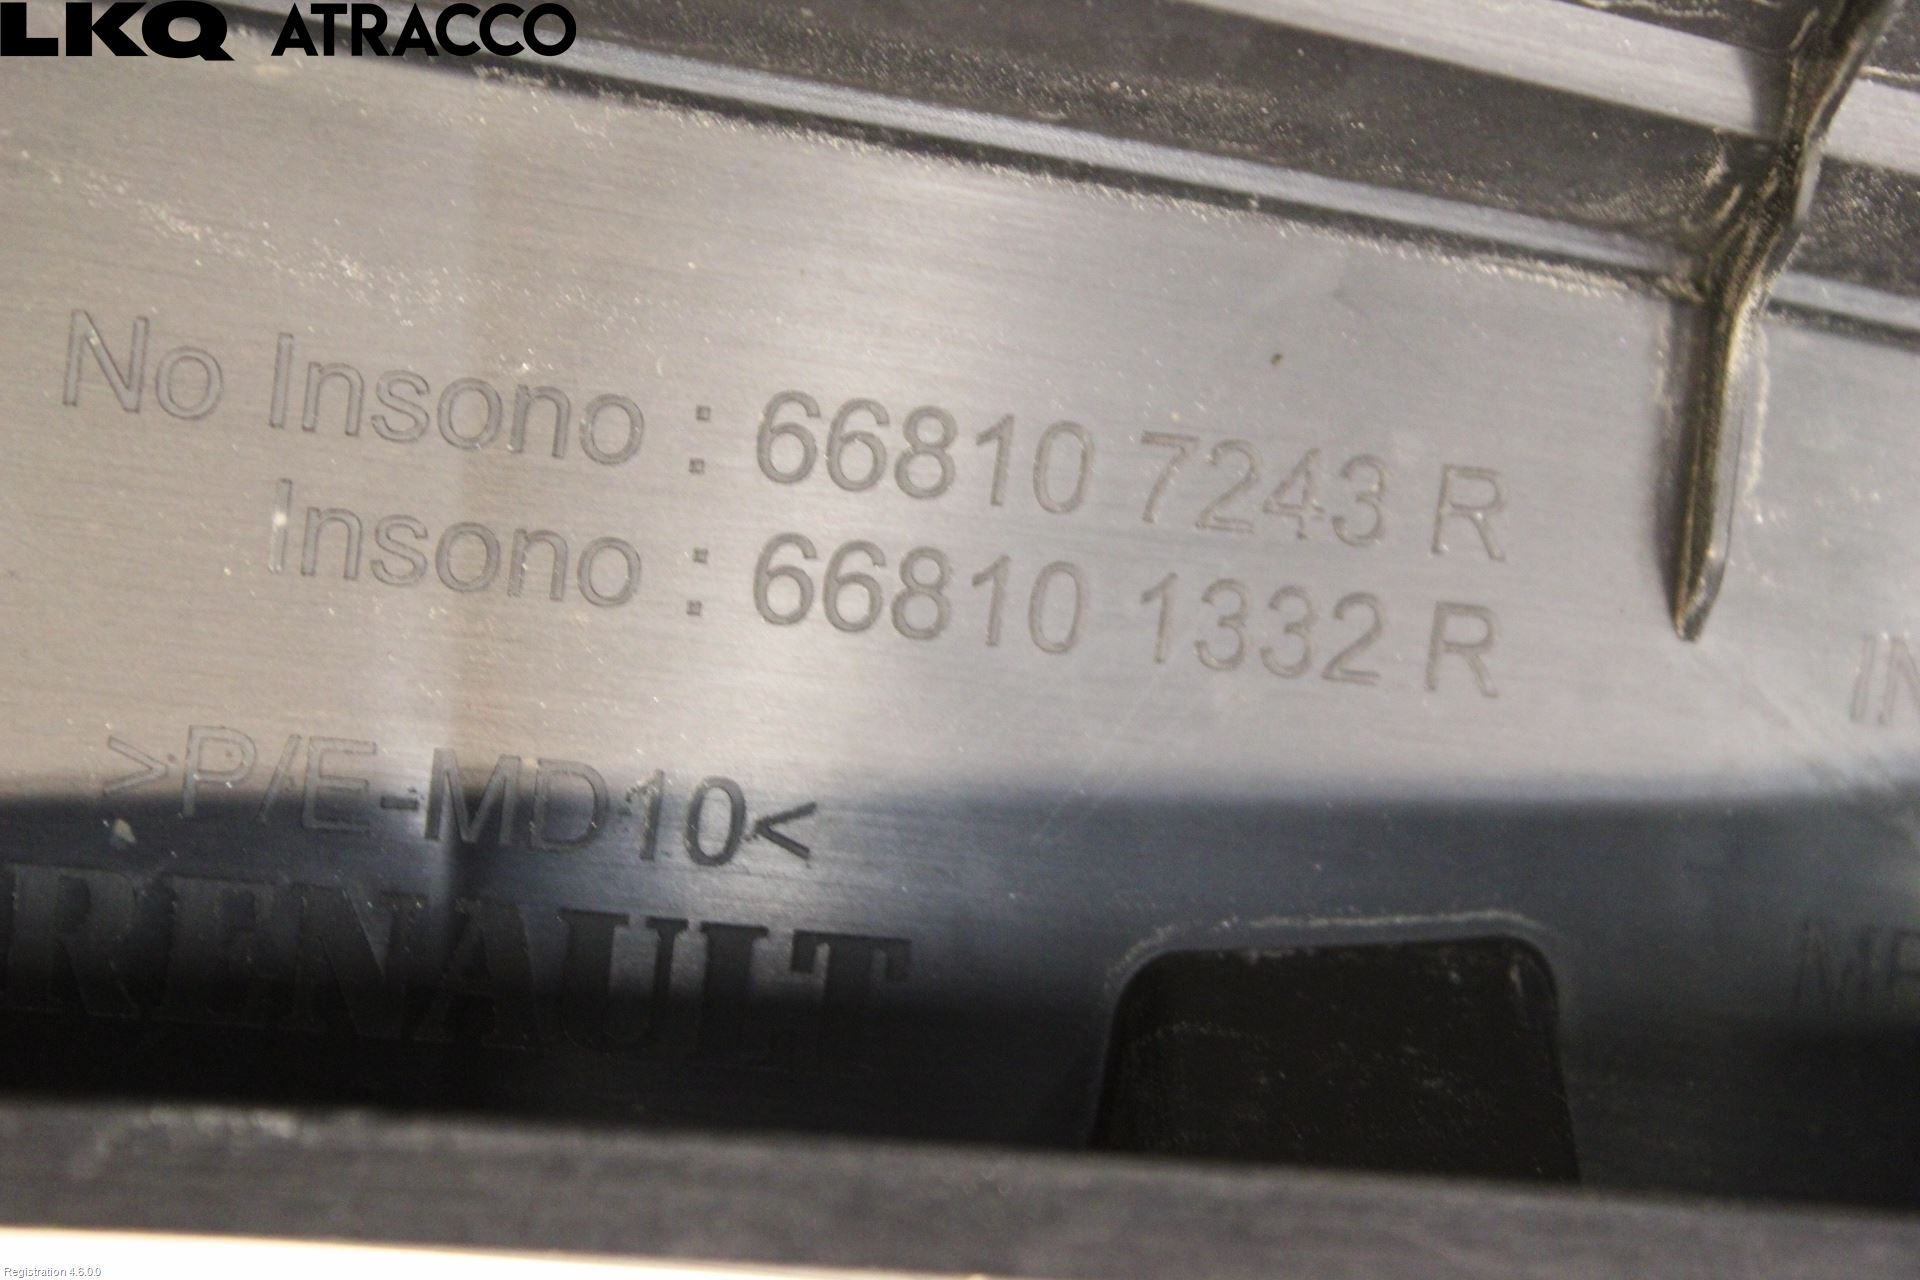 LKQ ATRACCO
No Insono : 66810 7243 R
Insono : 66810 1332 R
>P/E-MD10<
RENAULT
Registration 4.6.0.0